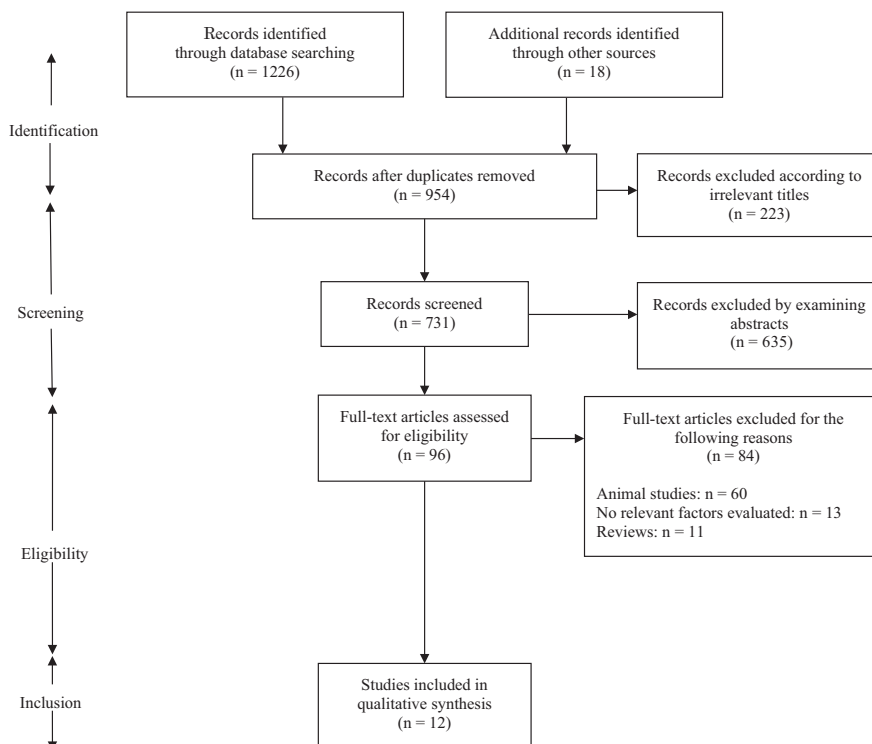 Records identified
through database searching
(n = 1226)
Additional records identified
through other sources
(n = 18)
Identification
Records after duplicates removed
(n = 954)
Records excluded according to
irrelevant titles
(n = 223)
Screening
Records screened
(n = 731)
Records excluded by examining
abstracts
(n = 635)
Full-text articles assessed
for eligibility
(n = 96)
Full-text articles excluded for the
following reasons
(n = 84)
Animal studies: n = 60
No relevant factors evaluated: n = 13
Reviews: n = 11
Eligibility
Studies included in
qualitative synthesis
(n = 12)
Inclusion